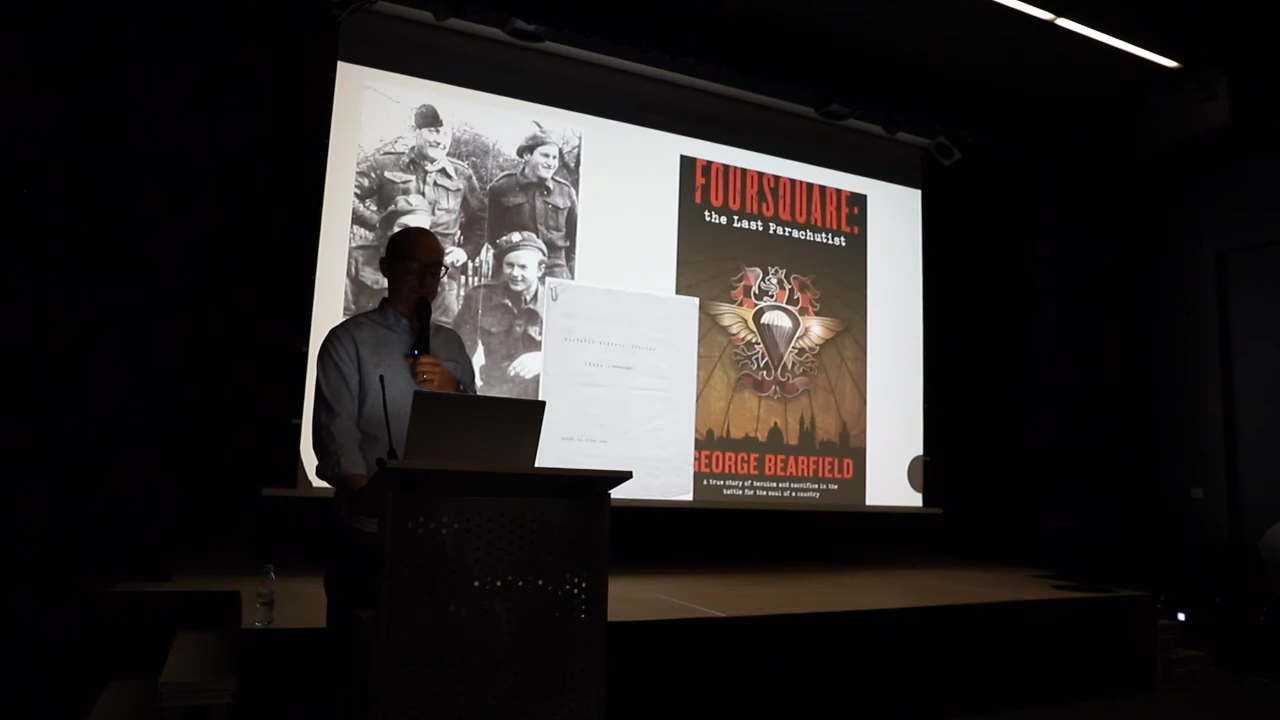 FOURSQUARE:
the Last Parachutist
GEORGE BEARFIELD
A true story of heroism and sacrifice in the
battle for the soul of a country